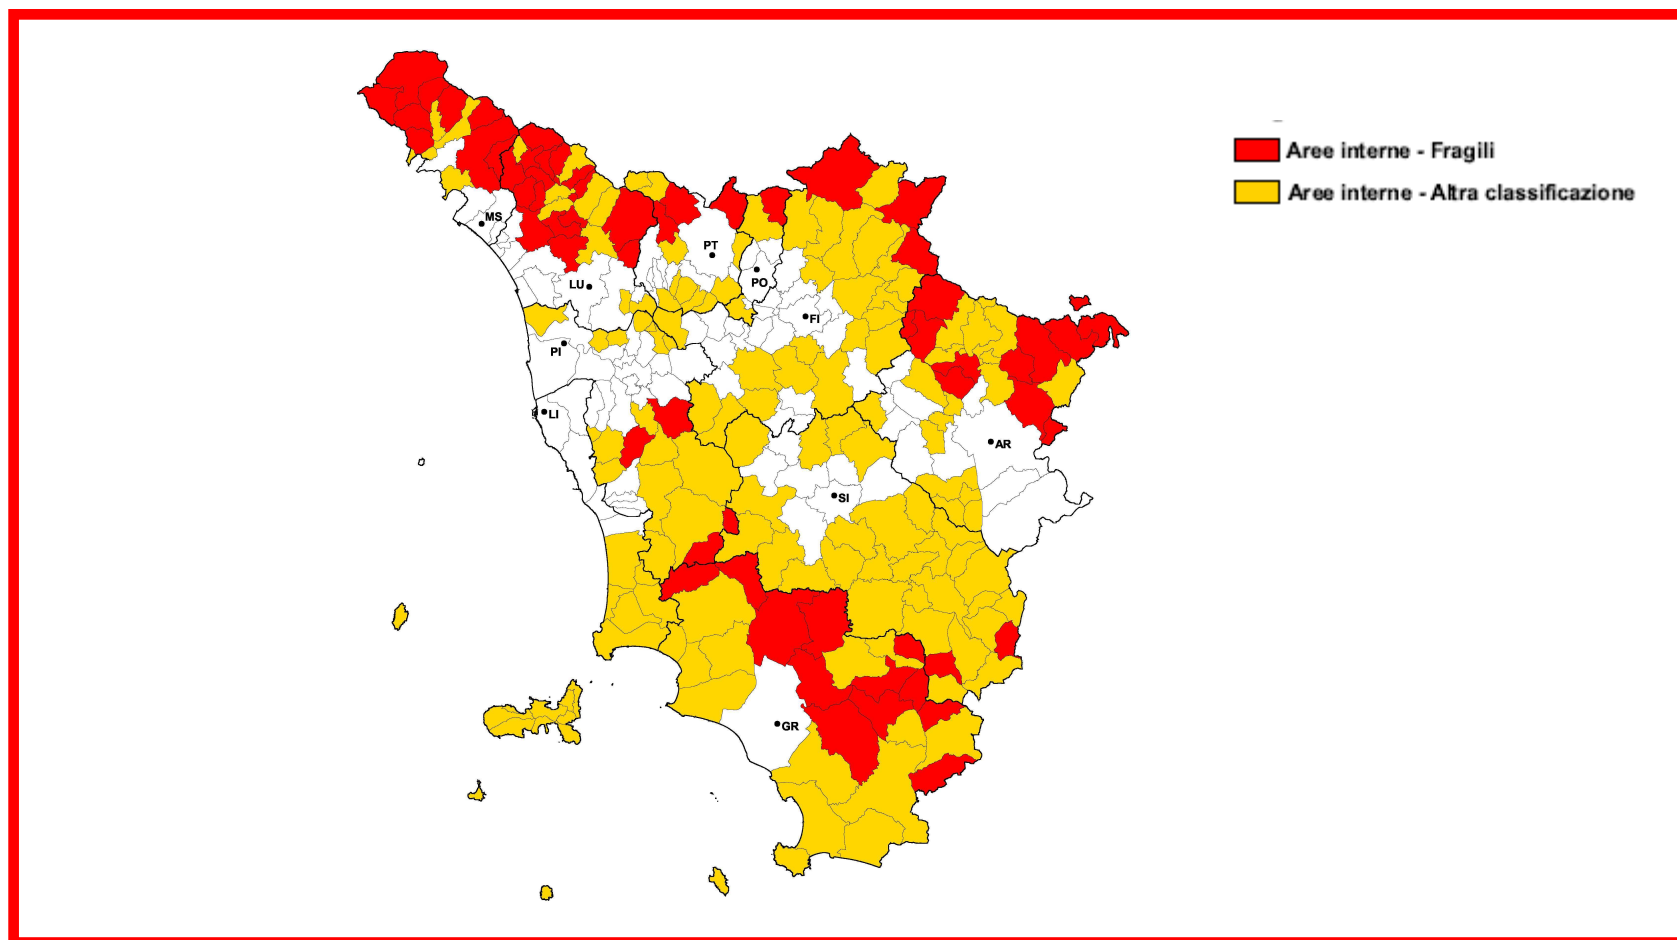 Aree interne - Fragili
Aree interne - Altra classificazione
MS
PT
LU
PO
FI
PI
LI
AR
SI
GR